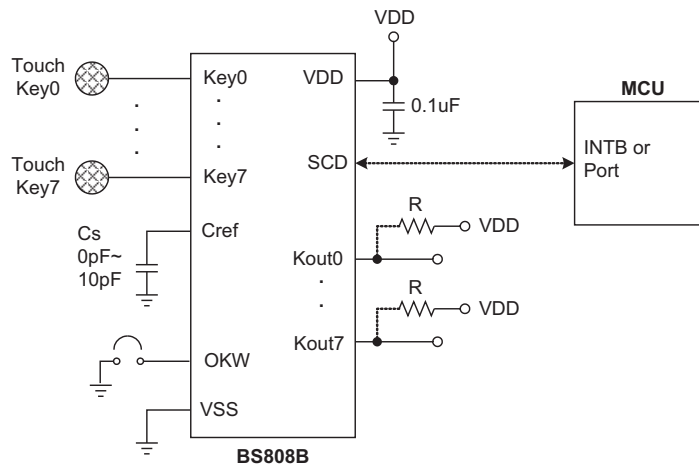 VDD
Touch
Key0
Key0
VDD
0.1uF
MCU
SCD
INTB or
Port
Touch
Key7
Key7
Cs
0pF~
10pF
Cref
R
VDD
Kout0
R
VDD
Kout7
OKW
VSS
BS808B